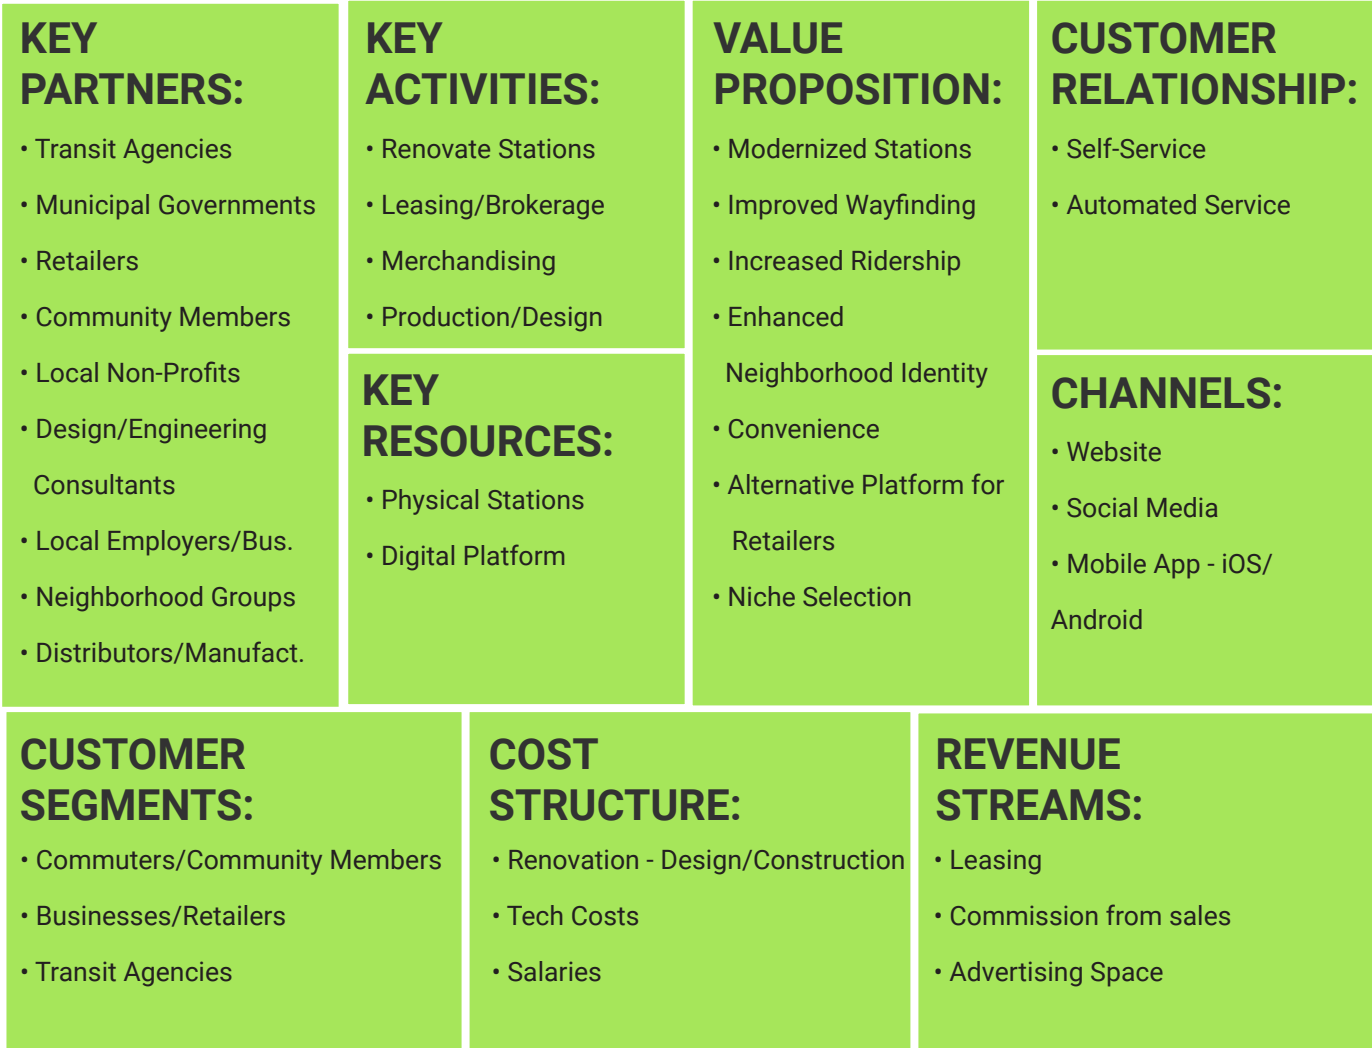 KEY
PARTNERS:
• Transit Agencies
• Municipal Governments
• Retailers
• Community Members
• Local Non-Profits
• Design/Engineering
Consultants
• Local Employers/Bus.
• Neighborhood Groups
• Distributors/Manufact.
KEY
ACTIVITIES:
• Renovate Stations
• Leasing/Brokerage
• Merchandising
• Production/Design
KEY
RESOURCES:
• Physical Stations
• Digital Platform
VALUE
PROPOSITION:
• Modernized Stations
• Improved Wayfinding
• Increased Ridership
• Enhanced
Neighborhood Identity
• Convenience
• Alternative Platform for
Retailers
• Niche Selection
CUSTOMER
RELATIONSHIP:
• Self-Service
• Automated Service
CHANNELS:
• Website
• Social Media
• Mobile App - iOS/
Android
CUSTOMER
SEGMENTS:
• Commuters/Community Members
• Businesses/Retailers
• Transit Agencies
COST
STRUCTURE:
• Renovation - Design/Construction
• Tech Costs
• Salaries
REVENUE
STREAMS:
• Leasing
• Commission from sales
• Advertising Space